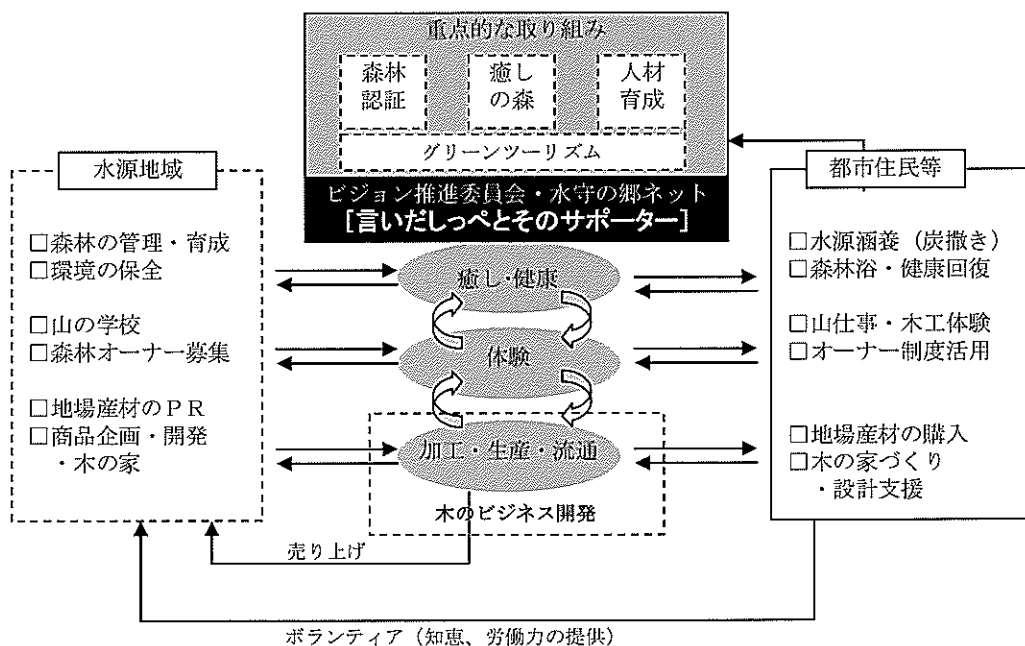 重点的な取り組み
森林
認証
癒し
の森
人材
育成
グリーンツーリズム
ビジョン推進委員会・水守の郷ネット
[言いだしっぺとそのサポーター]
水源地域
□森林の管理・育成
□環境の保全
□山の学校
□森林オーナー募集
□地場産材のPR
□商品企画・開発
・木の家
癒し・健康
体験
加工・生産・流通
木のビジネス開発
都市住民等
□水源涵養（炭撒き）
□森林浴・健康回復
□山仕事・木工体験
□オーナー制度活用
□地場産材の購入
□木の家づくり
・設計支援
売り上げ
ボランティア（知恵、労働力の提供）